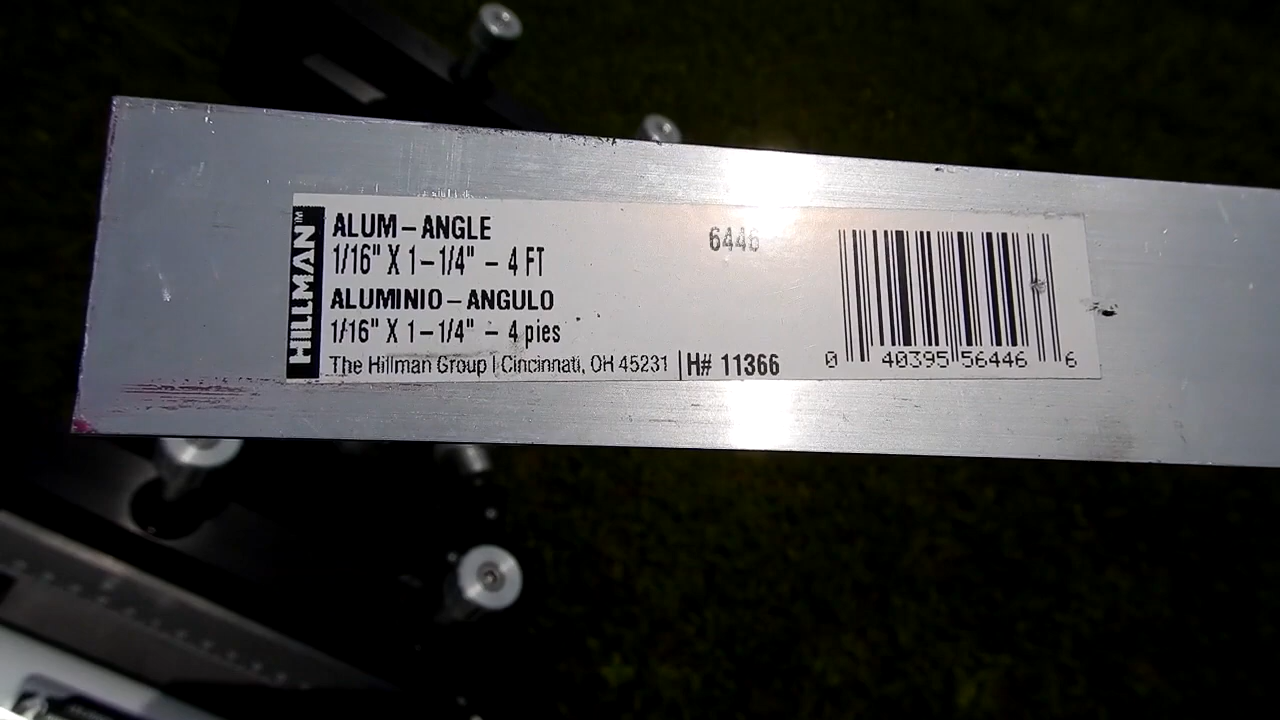 HILLMAN™
ALUM–ANGLE
1/16" X 1–1/4" – 4 FT
ALUMINIO–ANGULO
1/16" X 1–1/4" – 4 pies
The Hillman Group | Cincinnati, OH 45231 | H# 11366
6446
0 40395 56446 6